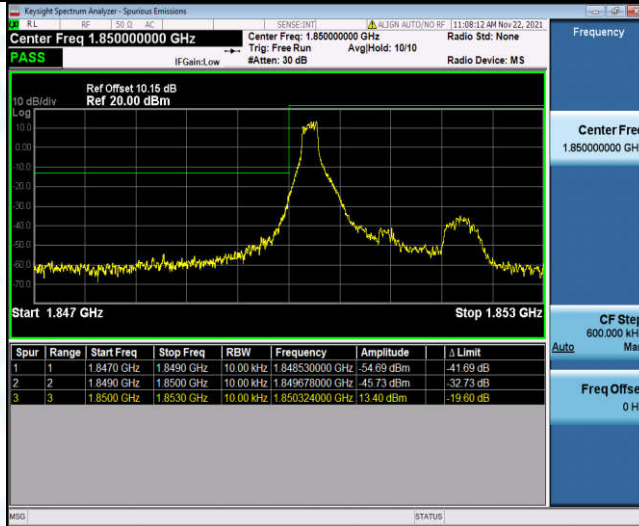 Keysight Spectrum Analyzer - Spurious Emissions
RL RF 50 Ω AC SENSE:INT ALIGN AUTO/NO RF 11:08:12 AM Nov 22, 2021
Center Freq 1.850000000 GHz
Center Freq: 1.850000000 GHz
Radio Std: None
Trig: Free Run Avg|Hold: 10/10
PASS
IFGain:Low
#Atten: 30 dB
Radio Device: MS
Ref Offset 10.15 dB
10 dB/div Ref 20.00 dBm
Log
10.0
0.00
-10.0
-20.0
-30.0
-40.0
-50.0
-60.0
-70.0
Start 1.847 GHz Stop 1.853 GHz
Spur Range Start Freq Stop Freq RBW Frequency Amplitude Δ Limit
1 1 1.8470 GHz 1.8490 GHz 10.00 kHz 1.848530000 GHz -54.69 dBm -41.69 dB
2 2 1.8490 GHz 1.8500 GHz 10.00 kHz 1.849678000 GHz -45.73 dBm -32.73 dB
3 3 1.8500 GHz 1.8530 GHz 10.00 kHz 1.850324000 GHz 13.40 dBm -19.60 dB
MSG STATUS
Frequency
Center Fre
1.850000000 GH
CF Step
600.000 kH
Auto Ma
Freq Offse
0 H